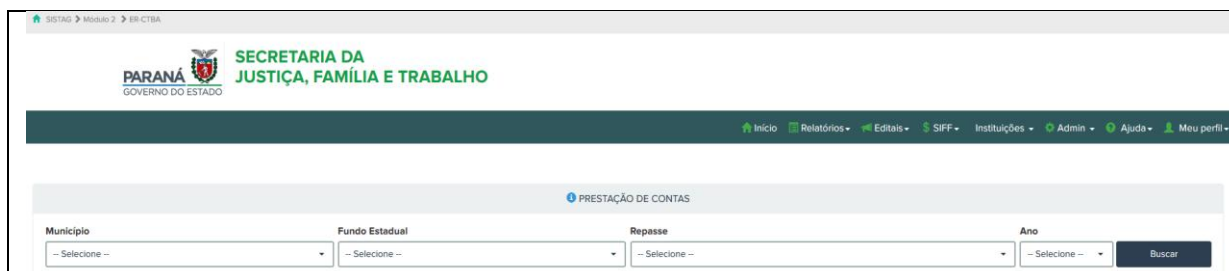 SISTAG > Módulo 2 > ER-CTBA
PARANÁ
GOVERNO DO ESTADO
SECRETARIA DA
JUSTIÇA, FAMÍLIA E TRABALHO
Início Relatórios Editais $ SIFF Instituições Admin Ajuda Meu perfil
PRESTAÇÃO DE CONTAS
Município Fundo Estadual Repasse Ano
-- Selecione -- -- Selecione -- -- Selecione -- -- Selecione -- Buscar